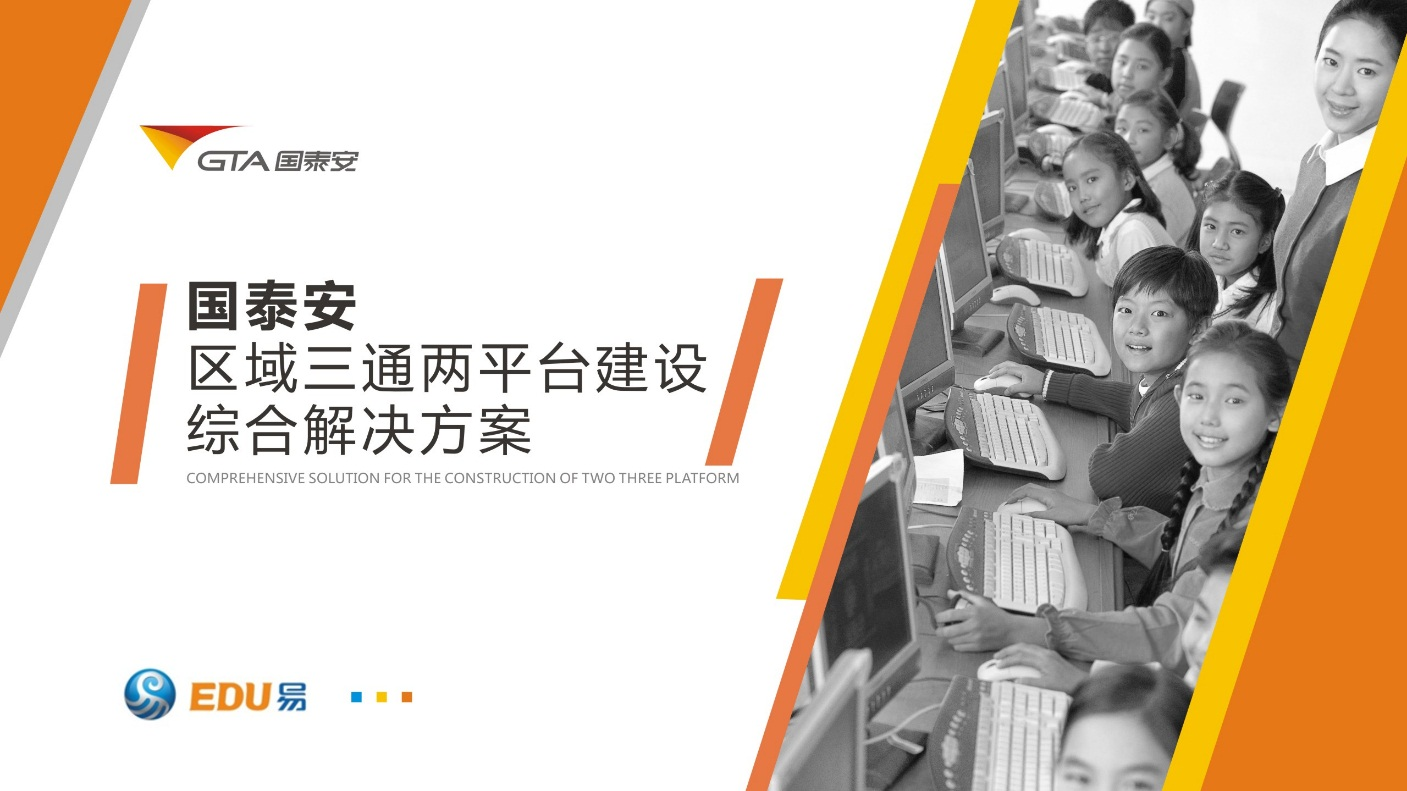 GTA 国泰安
国泰安
区域三通两平台建设
综合解决方案
COMPREHENSIVE SOLUTION FOR THE CONSTRUCTION OF TWO THREE PLATFORM
EDU易